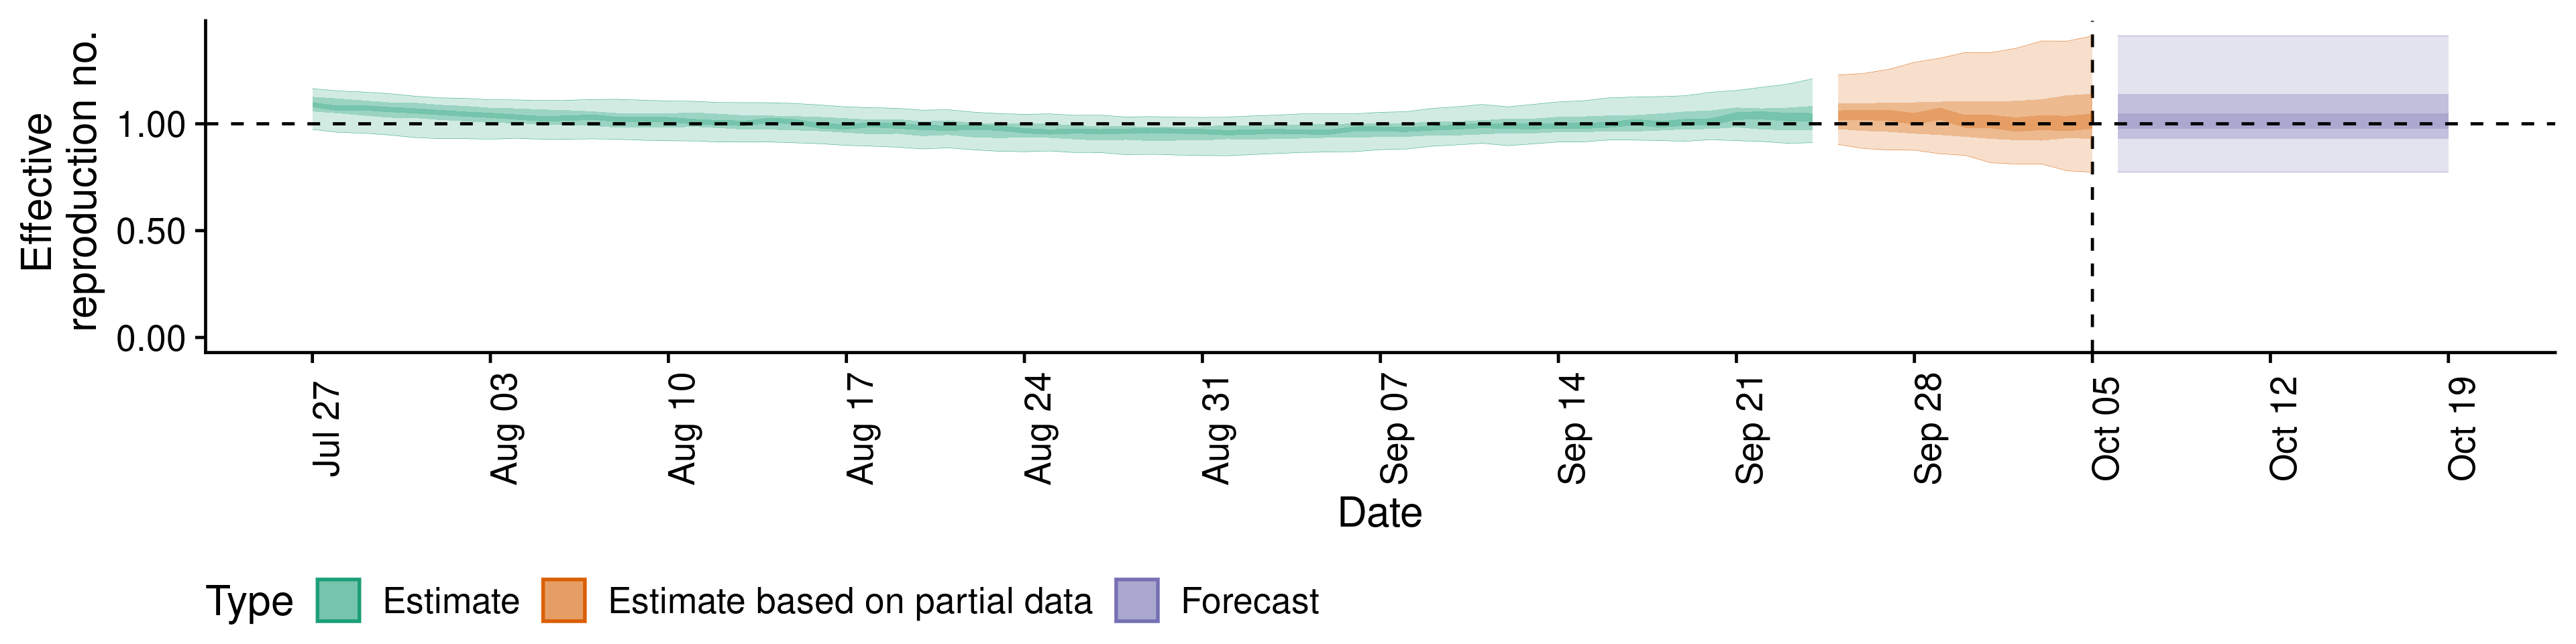 Effective
reproduction no.
1.00
0.50
0.00
Jul 27
Aug 03
Aug 10
Aug 17
Aug 24
Aug 31
Sep 07
Sep 14
Sep 21
Sep 28
Oct 05
Oct 12
Oct 19
Date
Type Estimate Estimate based on partial data Forecast